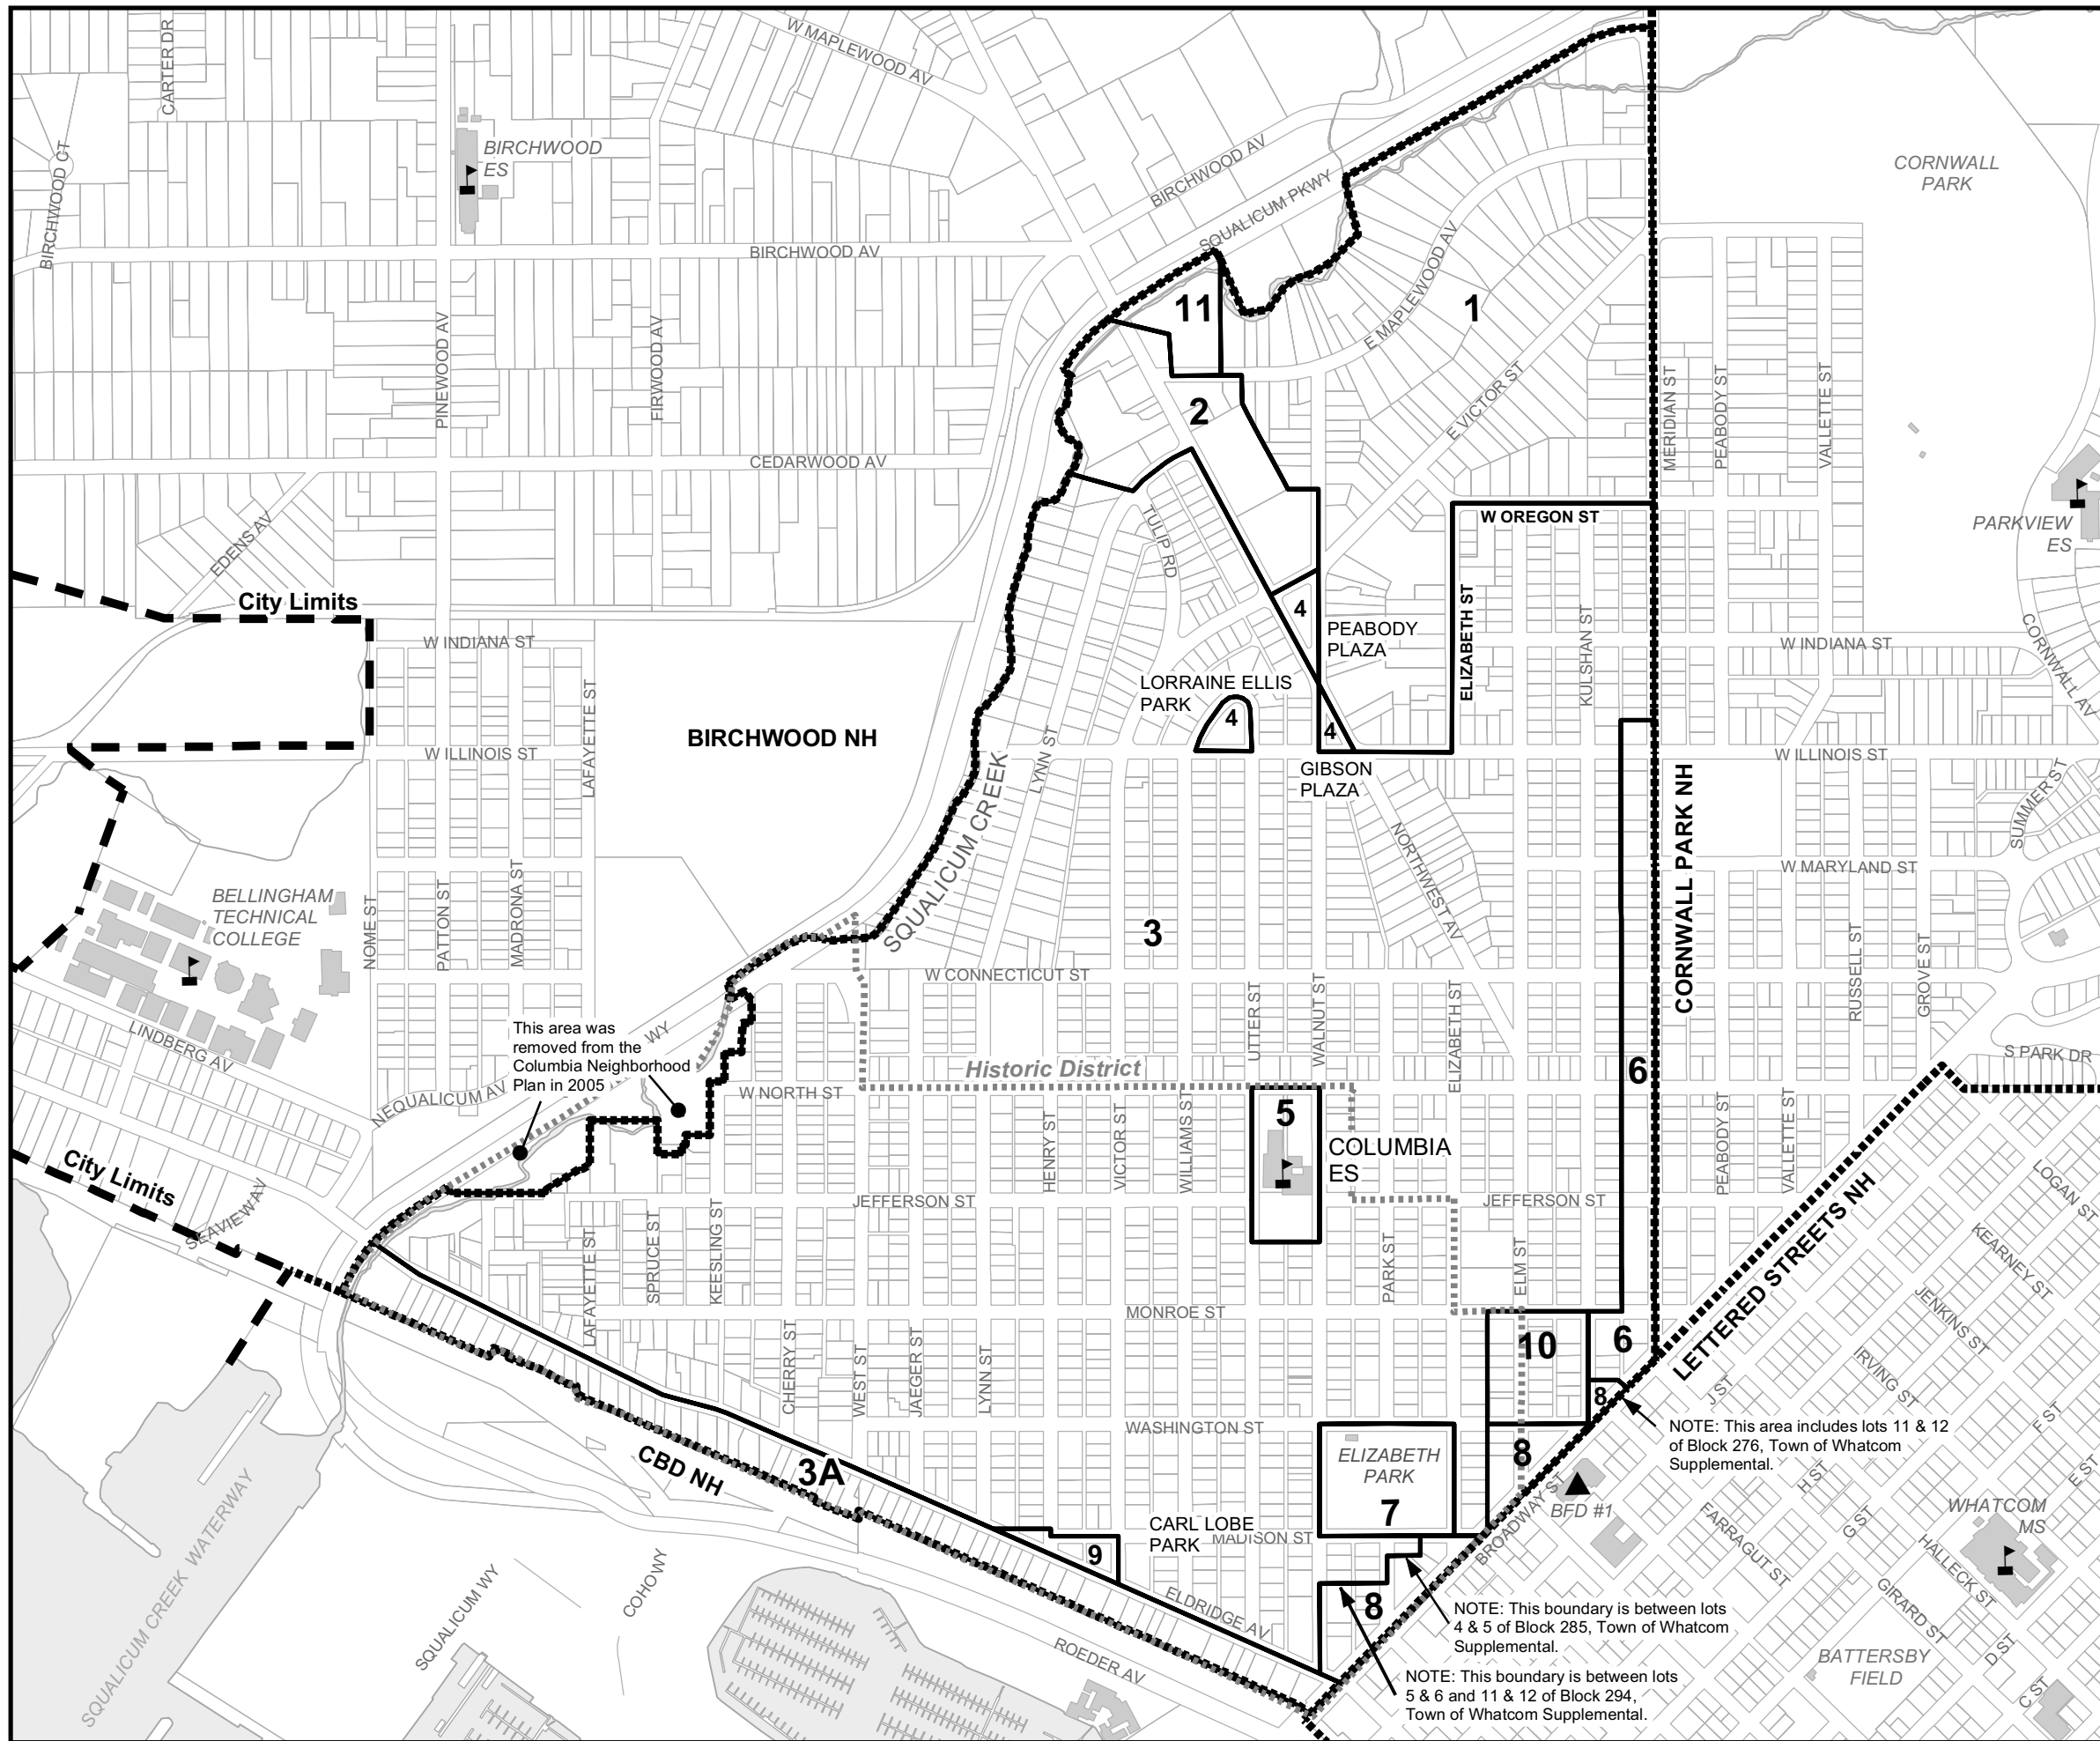 CARTER DR
W MAPLEWOOD AV
BIRCHWOOD CT
BIRCHWOOD
ES
BIRCHWOOD AV
SQUALICUM PKWY
CORNWALL
PARK
BIRCHWOOD AV
11
1
E MAPLEWOOD AV
PINEWOOD AV
FIRWOOD AV
2
E VICTOR ST
MERIDIAN ST
PEABODY ST
VALLETTE ST
CEDARWOOD AV
EDENS AV
TULIP RD
W OREGON ST
PARKVIEW
ES
City Limits
4
PEABODY
PLAZA
ELIZABETH ST
KULSHAN ST
CORNWALL AV
W INDIANA ST
W INDIANA ST
LORRAINE ELLIS
PARK
4
4
LAFAYETTE ST
BIRCHWOOD NH
W ILLINOIS ST
W ILLINOIS ST
GIBSON
PLAZA
LYNN ST
SQUALICUM CREEK
CORNWALL PARK NH
SUMMER ST
NORTHWEST AV
W MARYLAND ST
BELLINGHAM
TECHNICAL
COLLEGE
NOME ST
PATTON ST
MADRONA ST
3
RUSSELL ST
GROVE ST
W CONNECTICUT ST
UTTER ST
WALNUT ST
ELIZABETH ST
LINDBERG AV
This area was
removed from the
Columbia Neighborhood
Plan in 2005
WY
S PARK DR
Historic District
6
NEQUALICUM AV
W NORTH ST
5
COLUMBIA
ES
HENRY ST
VICTOR ST
WILLIAMS ST
PEABODY ST
VALLETTE ST
City Limits
SEAVIEW AV
JEFFERSON ST
JEFFERSON ST
LOGAN ST
LETTERED STREETS NH
KEARNEY ST
LAFAYETTE ST
SPRUCE ST
KEESLING ST
PARK ST
ELM ST
JENKINS ST
MONROE ST
10
6
IRVING ST
CHERRY ST
WEST ST
JAEGER ST
LYNN ST
8
J ST
F ST
NOTE: This area includes lots 11 & 12
of Block 276, Town of Whatcom
Supplemental.
WASHINGTON ST
ELIZABETH
PARK
7
8
3A
CBD NH
BFD #1
H ST
G ST
E ST
WHATCOM
MS
BROADWAY ST
FARRAGUT ST
HALLECK ST
CARL LOBE
PARK
MADISON ST
9
SQUALICUM CREEK WATERWAY
SQUALICUM WY
COHO WY
ELDRIDGE AV
8
NOTE: This boundary is between lots
4 & 5 of Block 285, Town of Whatcom
Supplemental.
GIRARD ST
D ST
ROEDER AV
BATTERSBY
FIELD
NOTE: This boundary is between lots
5 & 6 and 11 & 12 of Block 294,
Town of Whatcom Supplemental.
C ST